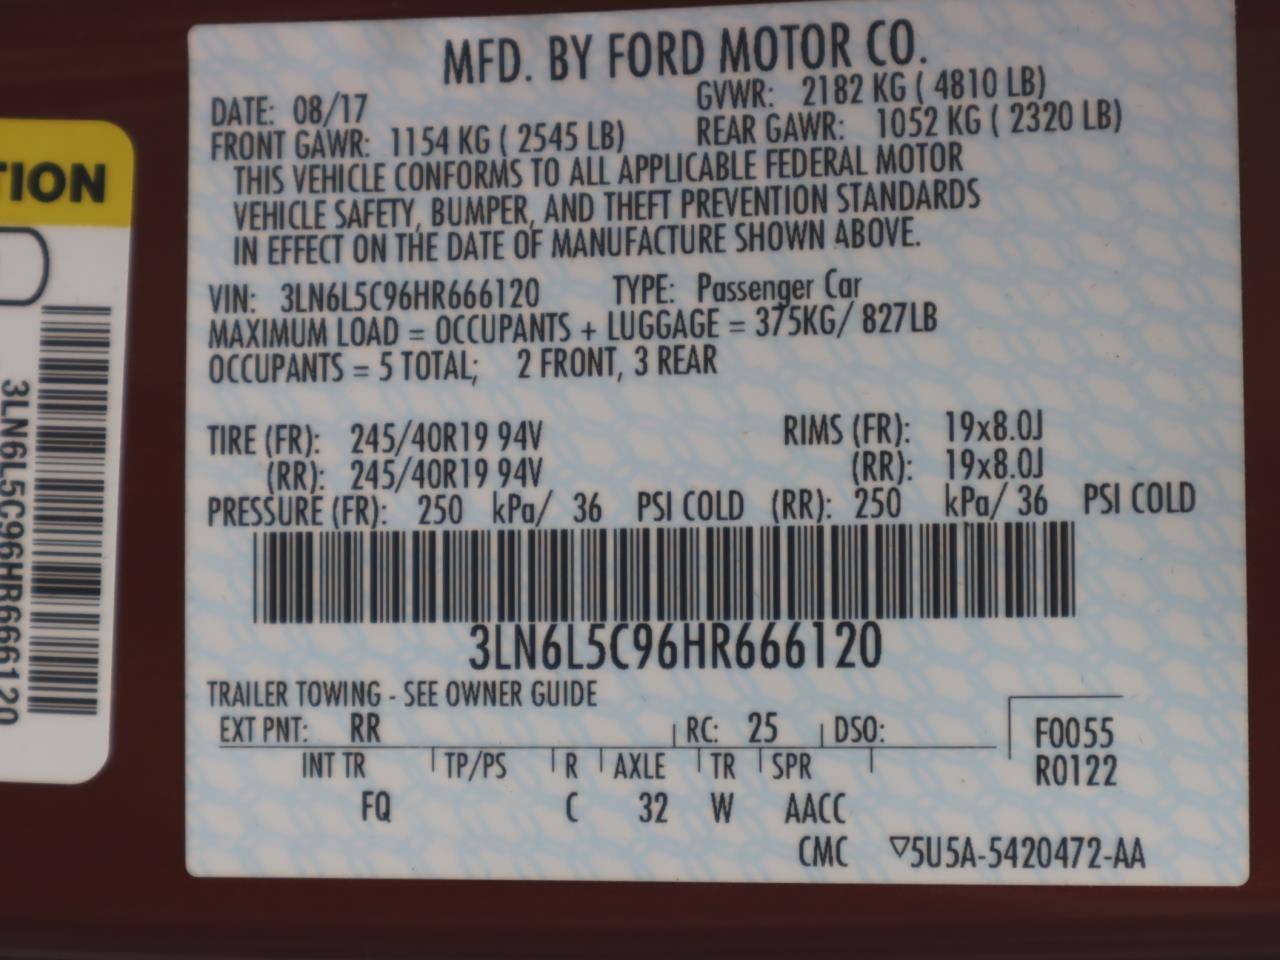 MFD. BY FORD MOTOR CO.
DATE: 08/17 GVWR: 2182 KG ( 4810 LB)
FRONT GAWR: 1154 KG ( 2545 LB) REAR GAWR: 1052 KG ( 2320 LB)
THIS VEHICLE CONFORMS TO ALL APPLICABLE FEDERAL MOTOR
VEHICLE SAFETY, BUMPER, AND THEFT PREVENTION STANDARDS
IN EFFECT ON THE DATE OF MANUFACTURE SHOWN ABOVE.
VIN: 3LN6L5C96HR666120 TYPE: Passenger Car
MAXIMUM LOAD = OCCUPANTS + LUGGAGE = 375KG/ 827LB
OCCUPANTS = 5 TOTAL; 2 FRONT, 3 REAR
TIRE (FR): 245/40R19 94V RIMS (FR): 19x8.0J
(RR): 245/40R19 94V (RR): 19x8.0J
PRESSURE (FR): 250 kPa/ 36 PSI COLD (RR): 250 kPa/ 36 PSI COLD
3LN6L5C96HR666120
TRAILER TOWING - SEE OWNER GUIDE
EXT PNT: RR RC: 25 DSO: F0055
INT TR TP/PS R AXLE TR SPR R0122
FQ C 32 W AACC
CMC ▽5U5A-5420472-AA
TION
3LN6L5C96HR666120